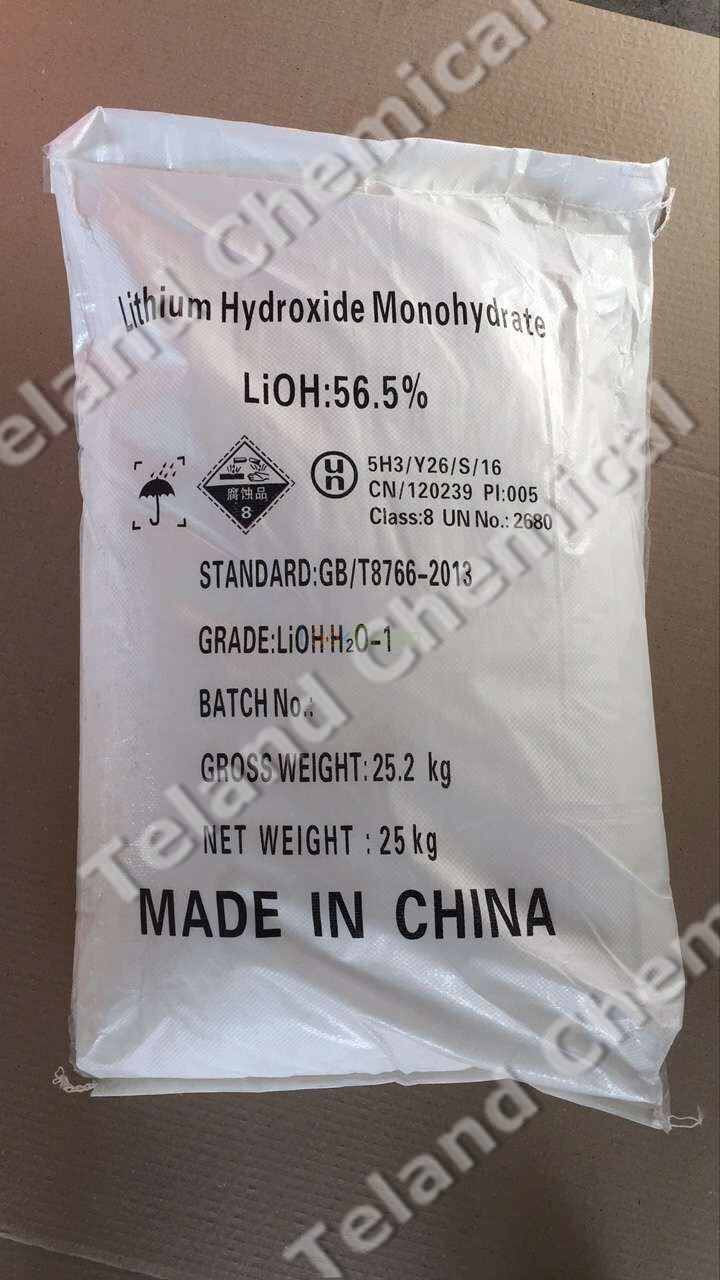 Teland Chemical
Lithium Hydroxide Monohydrate
LiOH:56.5%
腐蚀品
8
un
5H3/Y26/S/16
CN/120239 PI:005
Class:8 UN No.: 2680
STANDARD:GB/T8766-2013
GRADE:LiOHH₂O-1
BATCH No.:
GROSS WEIGHT: 25.2 kg
NET WEIGHT : 25 kg
MADE IN CHINA
Teland Chemical
Teland Chemical